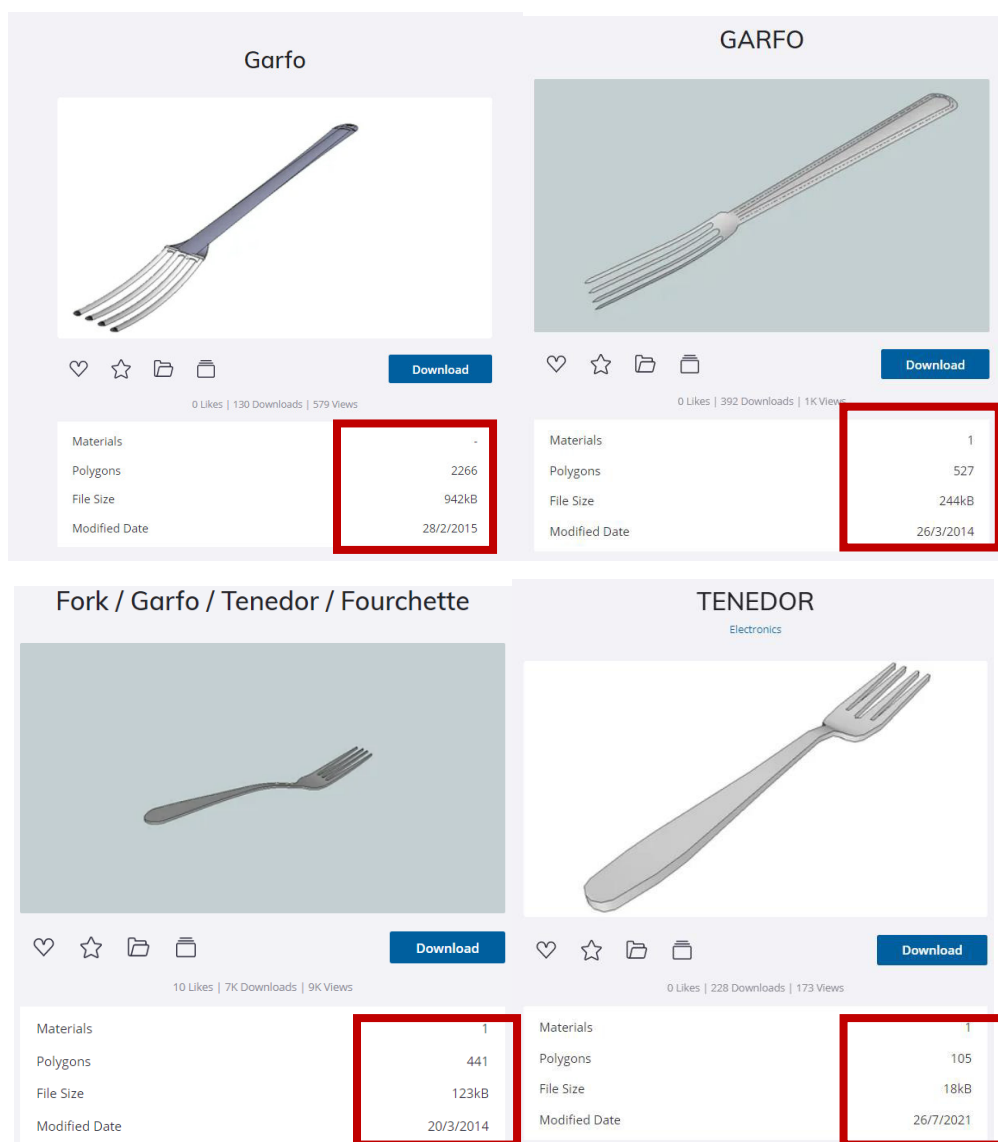 Garfo
Download
0 Likes | 130 Downloads | 579 Views
Materials -
Polygons 2266
File Size 942kB
Modified Date 28/2/2015
GARFO
Download
0 Likes | 392 Downloads | 1K Views
Materials 1
Polygons 527
File Size 244kB
Modified Date 26/3/2014
Fork / Garfo / Tenedor / Fourchette
Download
10 Likes | 7K Downloads | 9K Views
Materials 1
Polygons 441
File Size 123kB
Modified Date 20/3/2014
TENEDOR
Electronics
Download
0 Likes | 228 Downloads | 173 Views
Materials 1
Polygons 105
File Size 18kB
Modified Date 26/7/2021